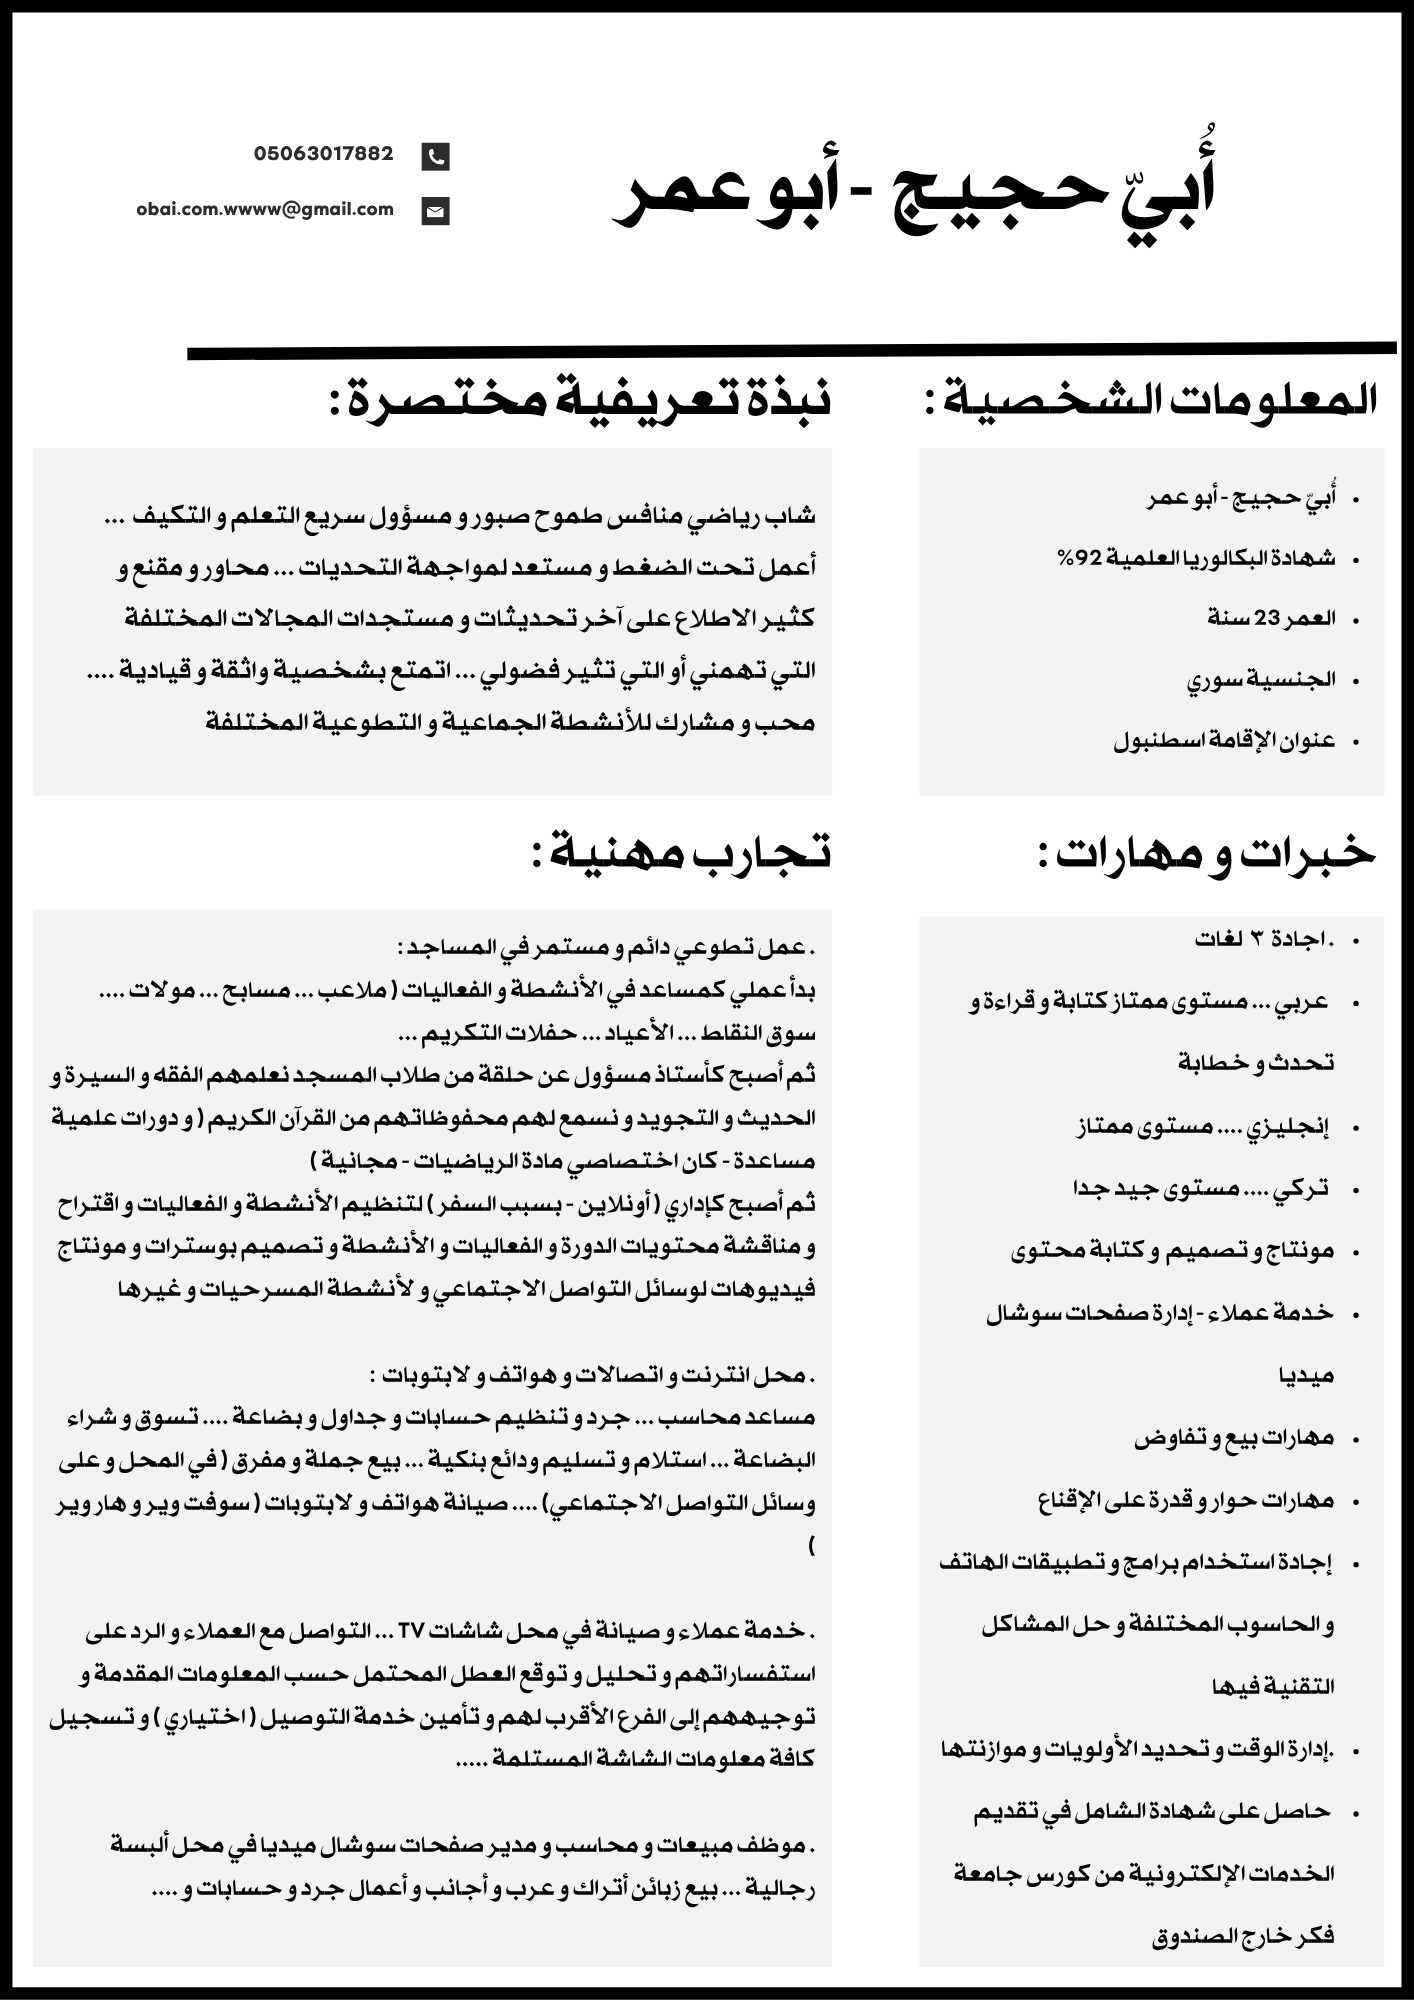 أُبيّ حجيج - أبو عمر
05063017882
obai.com.wwww@gmail.com
المعلومات الشخصية :
• أُبيّ حجيج - أبو عمر
• شهادة البكالوريا العلمية 92%
• العمر 23 سنة
• الجنسية سوري
• عنوان الإقامة اسطنبول
نبذة تعريفية مختصرة :
شاب رياضي منافس طموح صبور و مسؤول سريع التعلم و التكيف ...
أعمل تحت الضغط و مستعد لمواجهة التحديات ... محاور و مقنع و
كثير الاطلاع على آخر تحديثات و مستجدات المجالات المختلفة
التي تهمني أو التي تثير فضولي ... اتمتع بشخصية واثقة و قيادية ....
محب و مشارك للأنشطة الجماعية و التطوعية المختلفة
خبرات و مهارات :
• . اجادة ٣ لغات
• عربي ... مستوى ممتاز كتابة و قراءة و
تحدث و خطابة
• إنجليزي .... مستوى ممتاز
• تركي .... مستوى جيد جدا
• مونتاج و تصميم و كتابة محتوى
• خدمة عملاء - إدارة صفحات سوشال
ميديا
• مهارات بيع و تفاوض
• مهارات حوار و قدرة على الإقناع
• إجادة استخدام برامج و تطبيقات الهاتف
و الحاسوب المختلفة و حل المشاكل
التقنية فيها
• .إدارة الوقت و تحديد الأولويات و موازنتها
• حاصل على شهادة الشامل في تقديم
الخدمات الإلكترونية من كورس جامعة
فكر خارج الصندوق
تجارب مهنية :
. عمل تطوعي دائم و مستمر في المساجد :
بدأ عملي كمساعد في الأنشطة و الفعاليات ( ملاعب ... مسابح ... مولات ....
سوق النقاط ... الأعياد ... حفلات التكريم ...
ثم أصبح كأستاذ مسؤول عن حلقة من طلاب المسجد نعلمهم الفقه و السيرة و
الحديث و التجويد و نسمع لهم محفوظاتهم من القرآن الكريم ( و دورات علمية
مساعدة - كان اختصاصي مادة الرياضيات - مجانية )
ثم أصبح كإداري ( أونلاين - بسبب السفر ) لتنظيم الأنشطة و الفعاليات و اقتراح
و مناقشة محتويات الدورة و الفعاليات و الأنشطة و تصميم بوسترات و مونتاج
فيديوهات لوسائل التواصل الاجتماعي و لأنشطة المسرحيات و غيرها
. محل انترنت و اتصالات و هواتف و لابتوبات :
مساعد محاسب ... جرد و تنظيم حسابات و جداول و بضاعة .... تسوق و شراء
البضاعة ... استلام و تسليم ودائع بنكية ... بيع جملة و مفرق ( في المحل و على
وسائل التواصل الاجتماعي) .... صيانة هواتف و لابتوبات ( سوفت وير و هاروير
)
. خدمة عملاء و صيانة في محل شاشات TV ... التواصل مع العملاء و الرد على
استفساراتهم و تحليل و توقع العطل المحتمل حسب المعلومات المقدمة و
توجيههم إلى الفرع الأقرب لهم و تأمين خدمة التوصيل ( اختياري ) و تسجيل
كافة معلومات الشاشة المستلمة .....
. موظف مبيعات و محاسب و مدير صفحات سوشال ميديا في محل ألبسة
رجالية ... بيع زبائن أتراك و عرب و أجانب و أعمال جرد و حسابات و ....